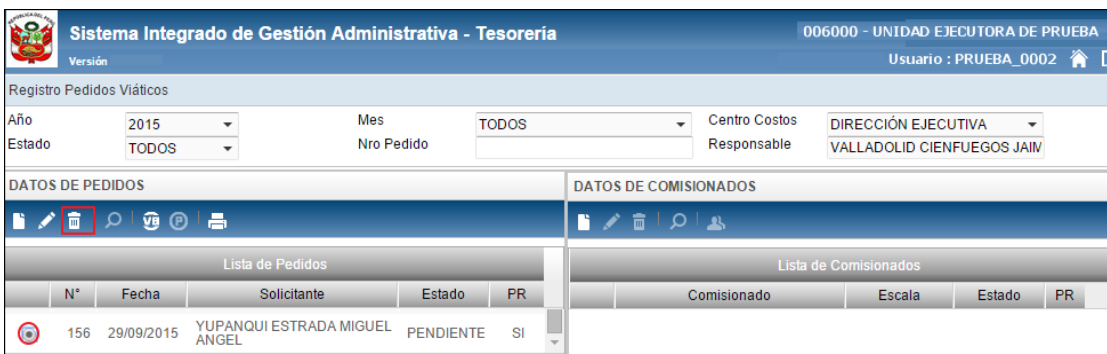 Sistema Integrado de Gestión Administrativa - Tesorería
006000 - UNIDAD EJECUTORA DE PRUEBA
Versión
Usuario : PRUEBA_0002
Registro Pedidos Viáticos
Año 2015 Mes TODOS Centro Costos DIRECCIÓN EJECUTIVA
Estado TODOS Nro Pedido Responsable VALLADOLID CIENFUEGOS JAIM
DATOS DE PEDIDOS
DATOS DE COMISIONADOS
VB P
Lista de Pedidos
Lista de Comisionados
N° Fecha Solicitante Estado PR
Comisionado Escala Estado PR
156 29/09/2015 YUPANQUI ESTRADA MIGUEL ANGEL PENDIENTE SI